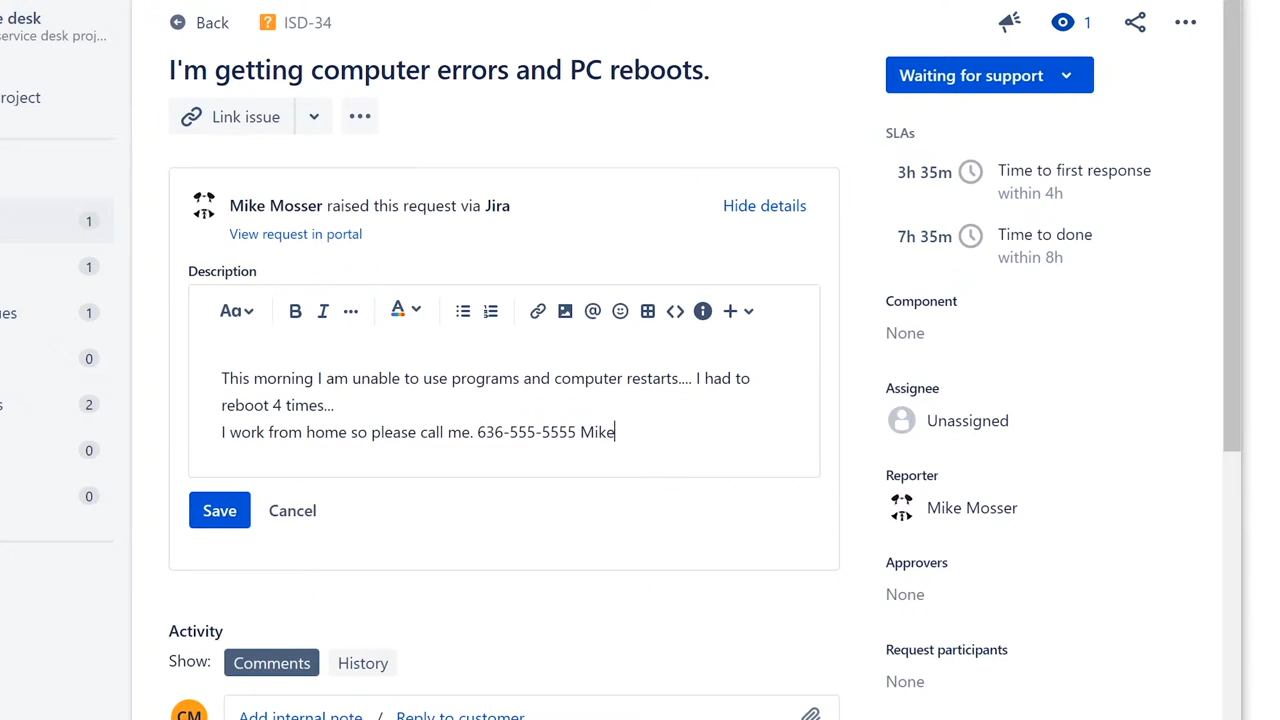 e desk
service desk proj...
roject
1
1
ues
1
0
s
2
0
0
Back
ISD-34
1
I'm getting computer errors and PC reboots.
Link issue
Mike Mosser raised this request via Jira
Hide details
View request in portal
Description
Aa
B I
A
@
This morning I am unable to use programs and computer restarts.... I had to
reboot 4 times...
I work from home so please call me. 636-555-5555 Mike
Save
Cancel
Activity
Show:
Comments
History
CM
Add internal note / Reply to customer
Waiting for support
SLAs
3h 35m
Time to first response
within 4h
7h 35m
Time to done
within 8h
Component
None
Assignee
Unassigned
Reporter
Mike Mosser
Approvers
None
Request participants
None